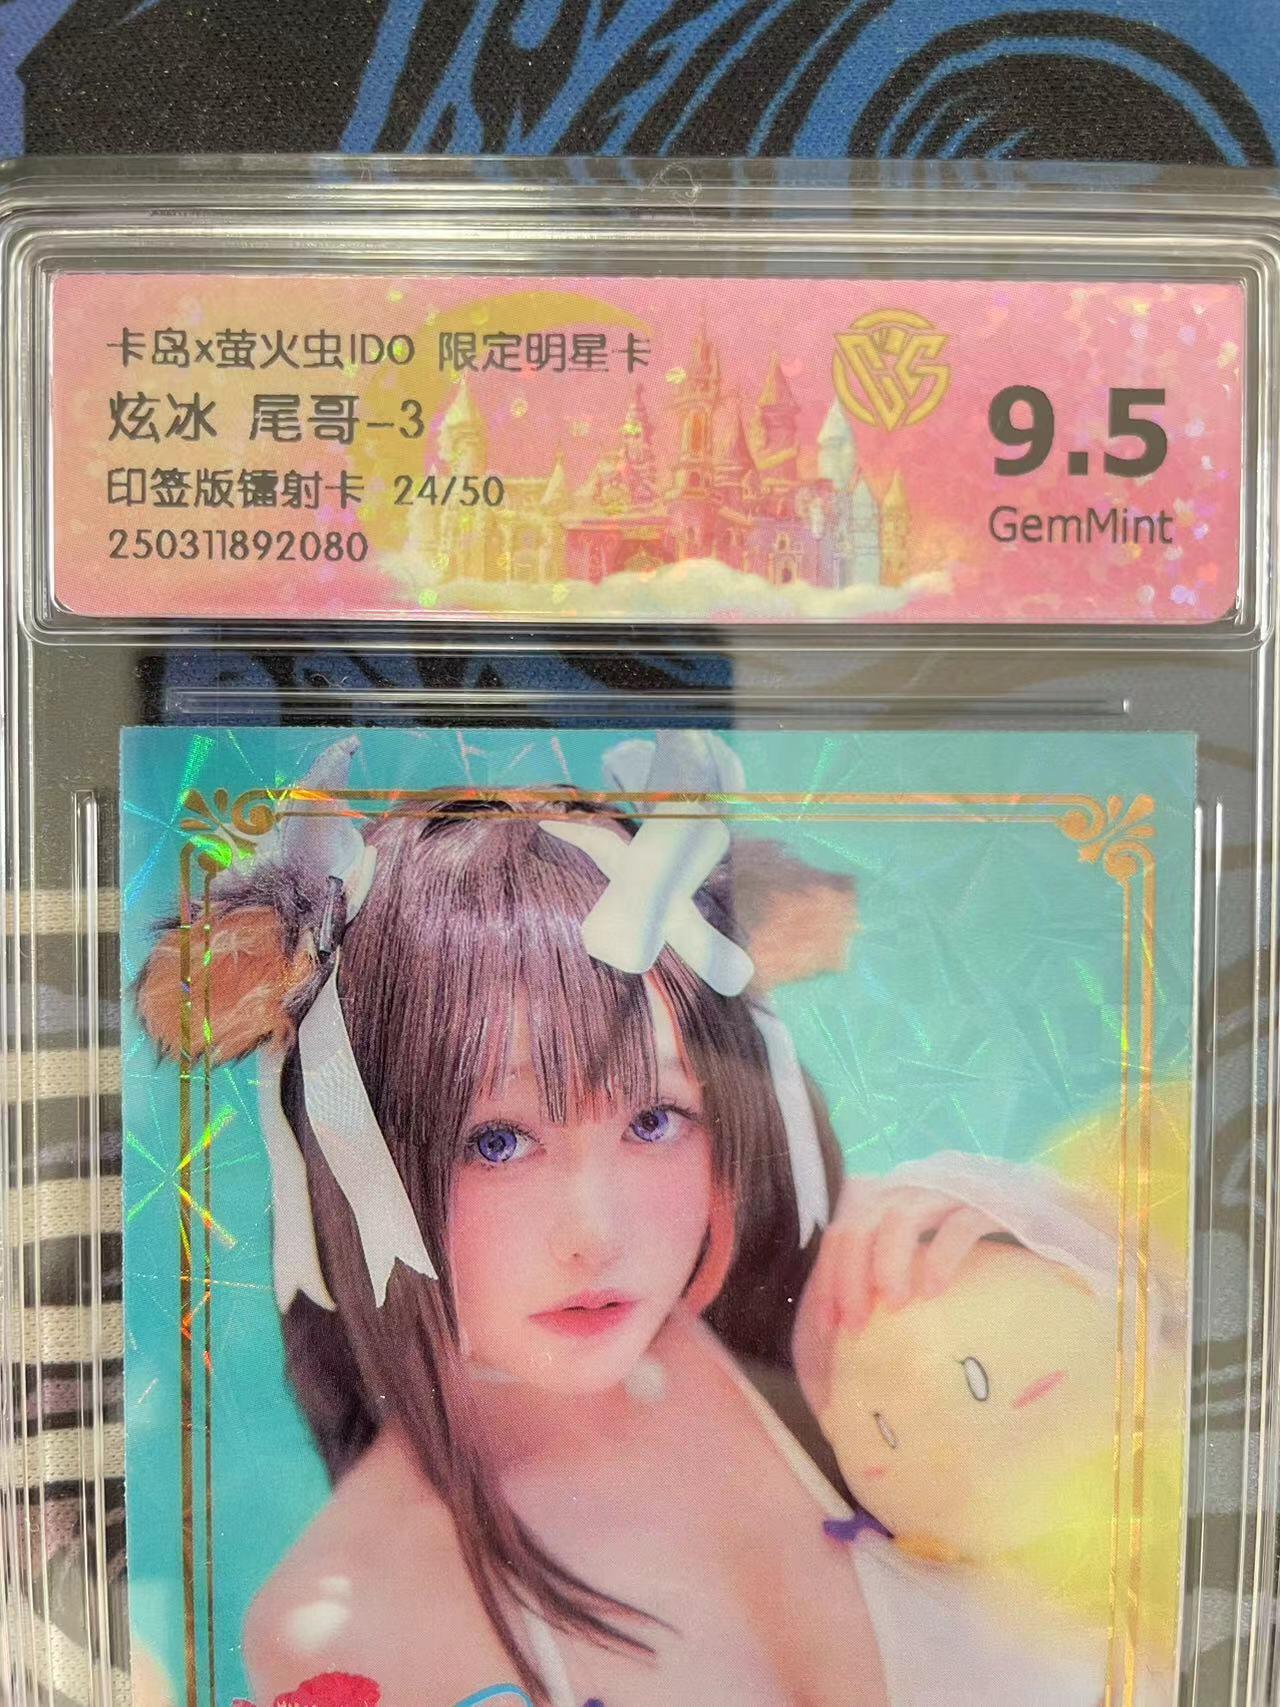 卡岛x萤火虫IDO 限定明星卡
炫冰 尾哥-3
印签版镭射卡 24/50
250311892080
CCS
9.5
GemMint